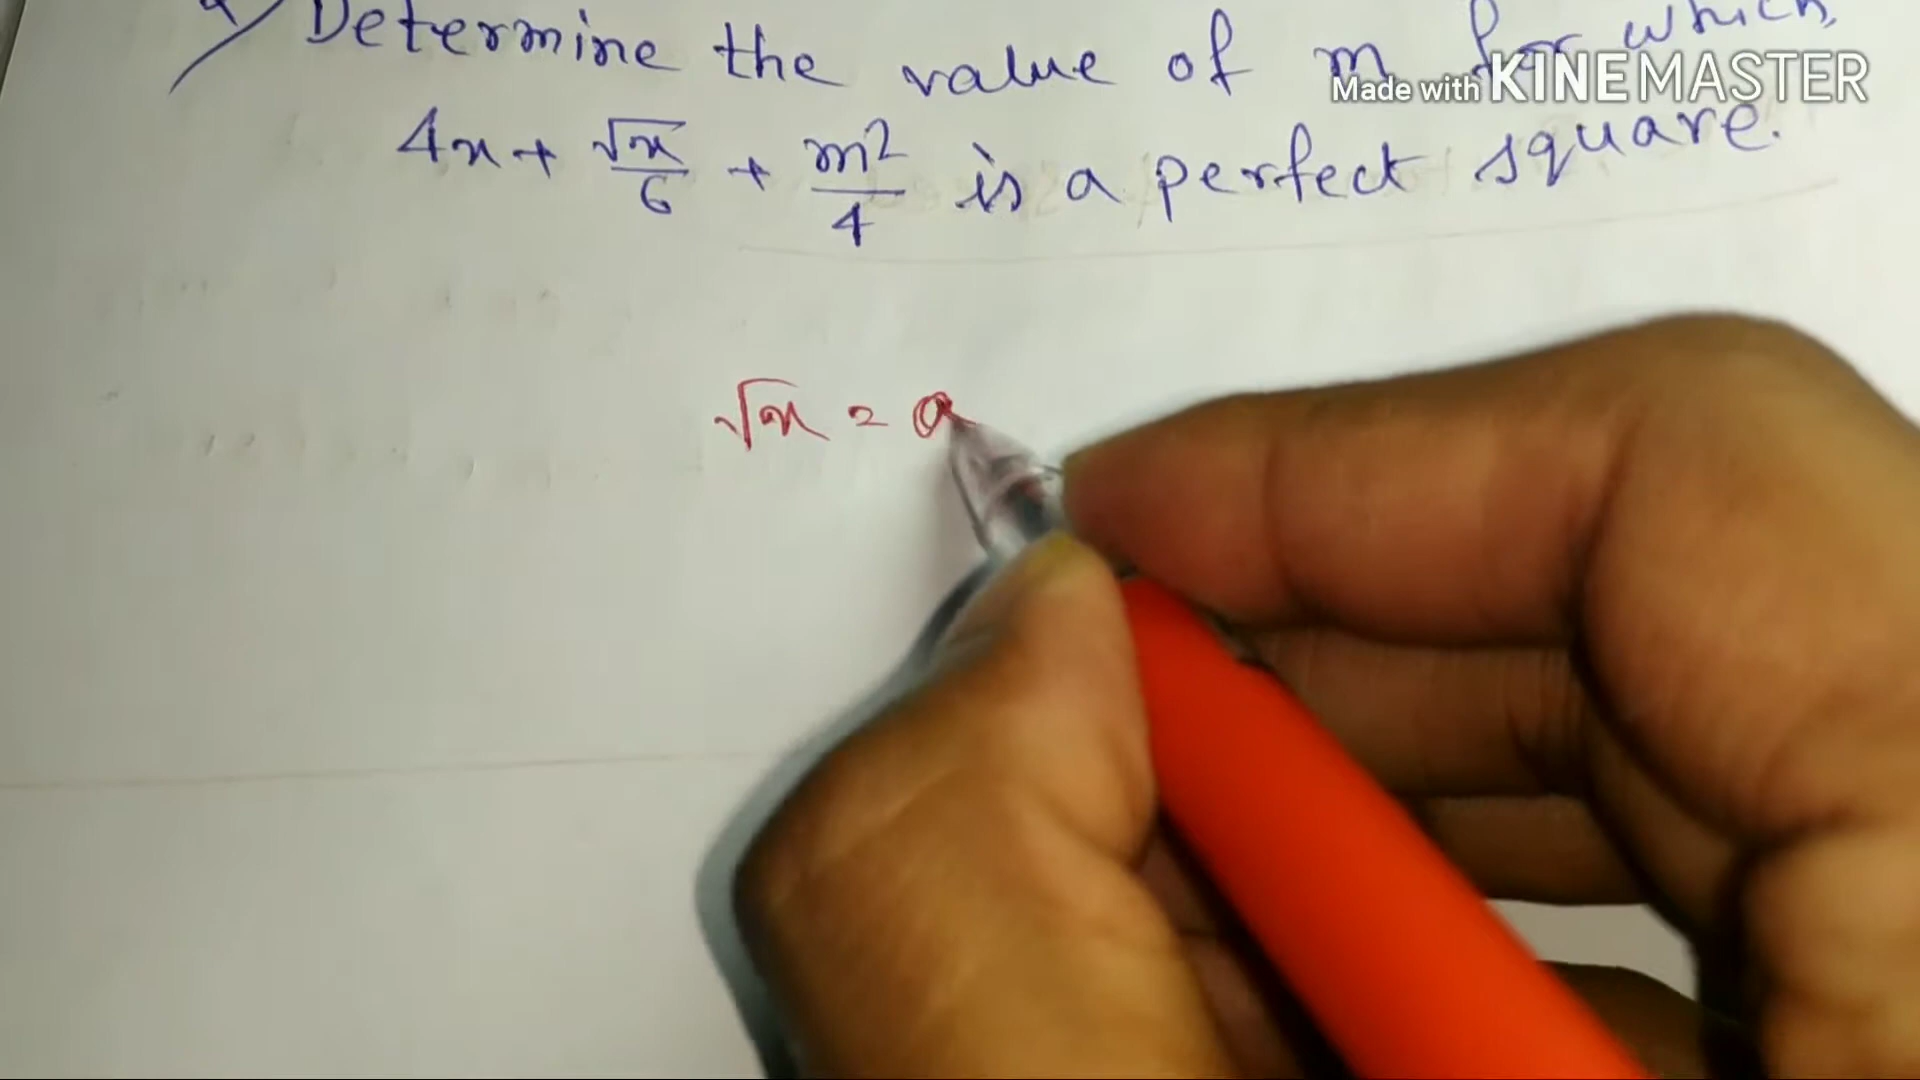 Determine the value of m for which,
Made with KINEMASTER
4x + √x/6 + m²/4 is a perfect square.
√x = a